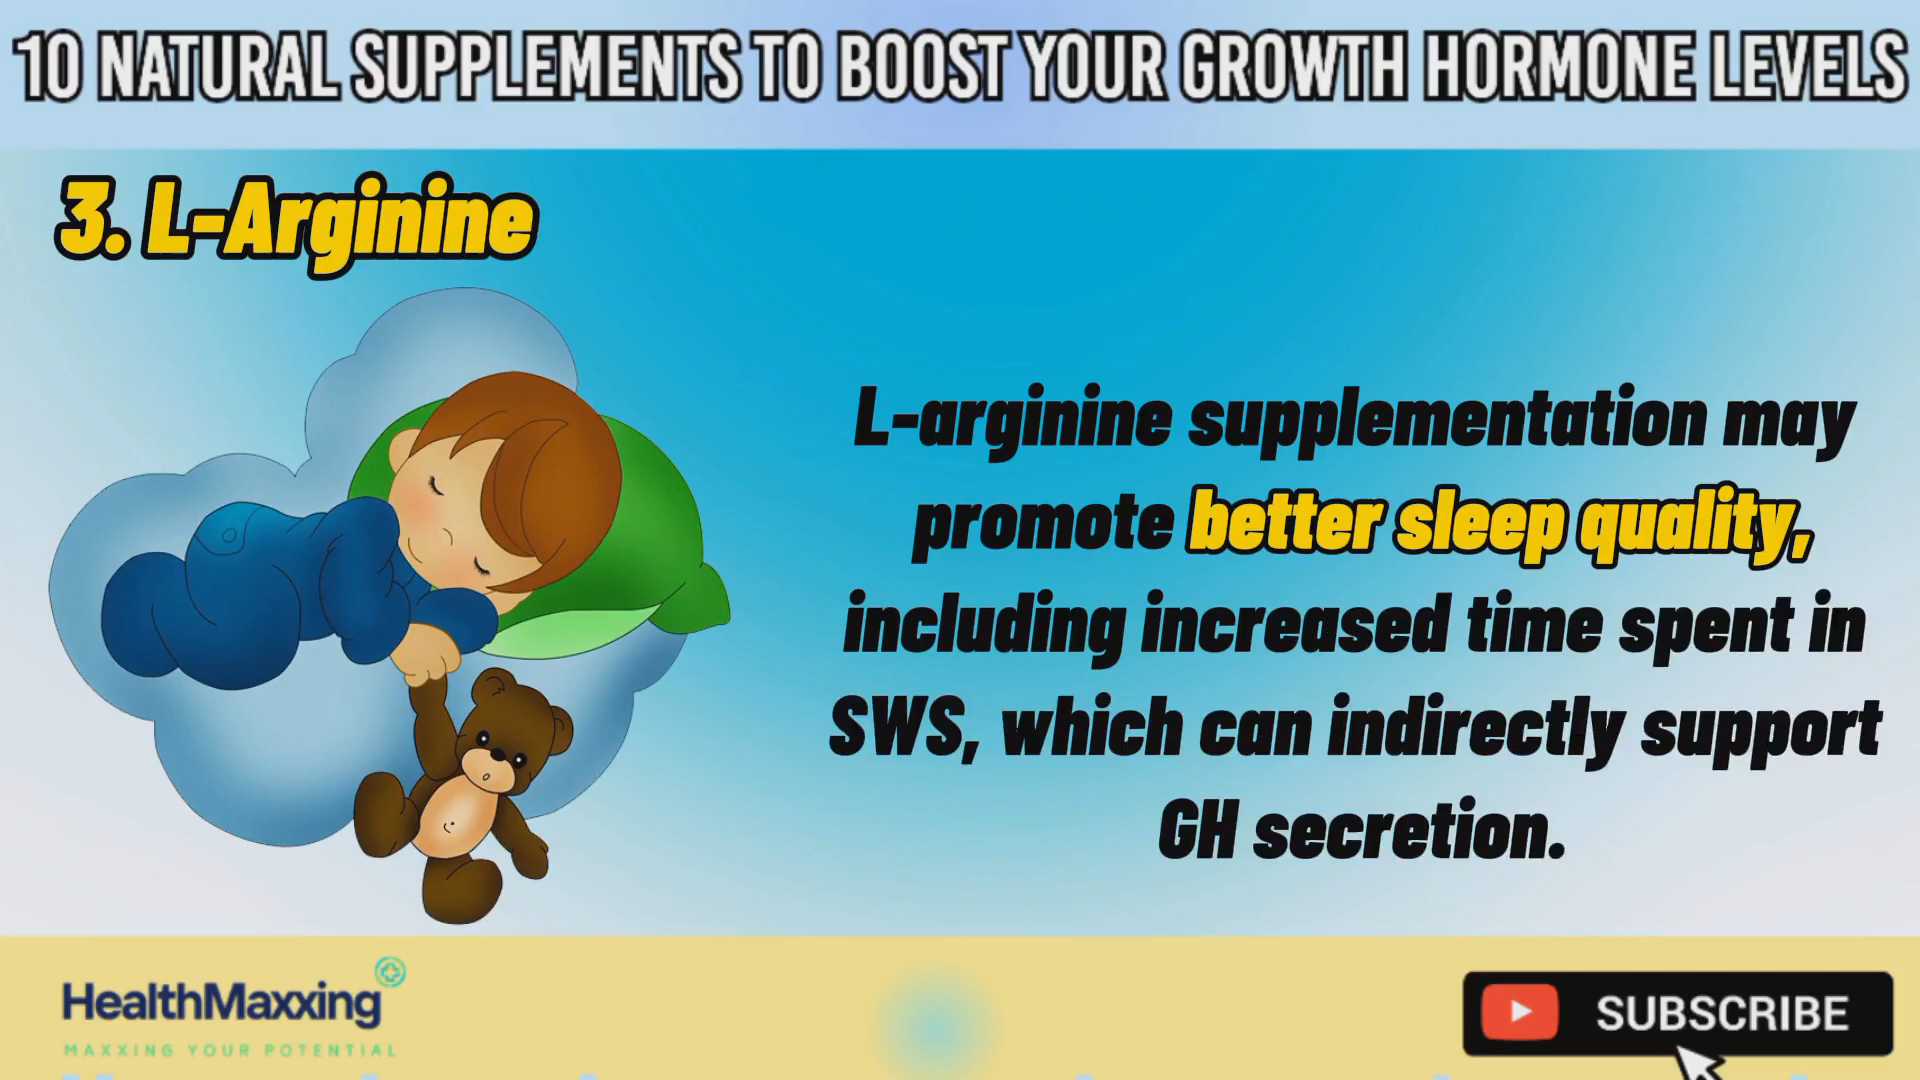 10 NATURAL SUPPLEMENTS TO BOOST YOUR GROWTH HORMONE LEVELS
3. L-Arginine
L-arginine supplementation may
promote better sleep quality,
including increased time spent in
SWS, which can indirectly support
GH secretion.
HealthMaxxing
MAXXING YOUR POTENTIAL
SUBSCRIBE